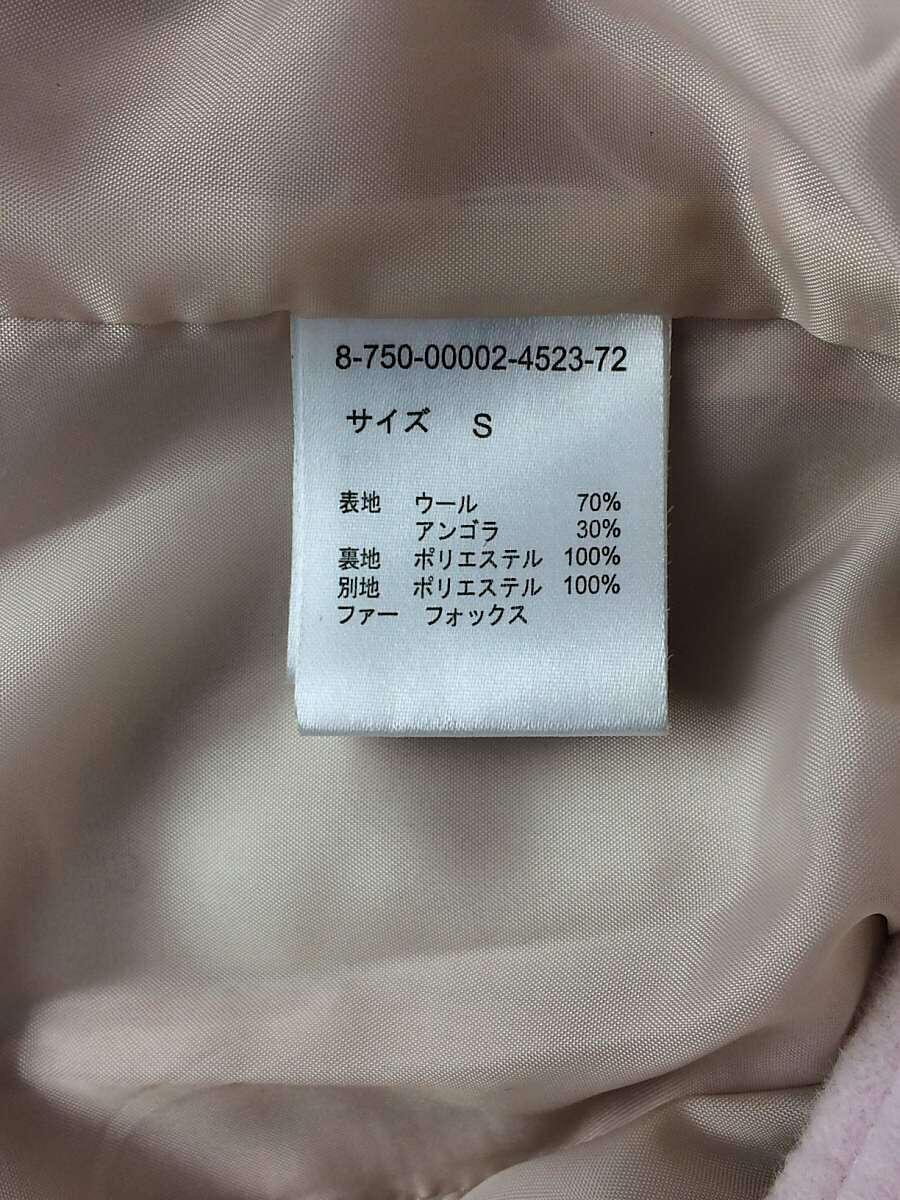 8-750-00002-4523-72
サイズ S
表地 ウール 70%
アンゴラ 30%
裏地 ポリエステル 100%
別地 ポリエステル 100%
ファー フォックス